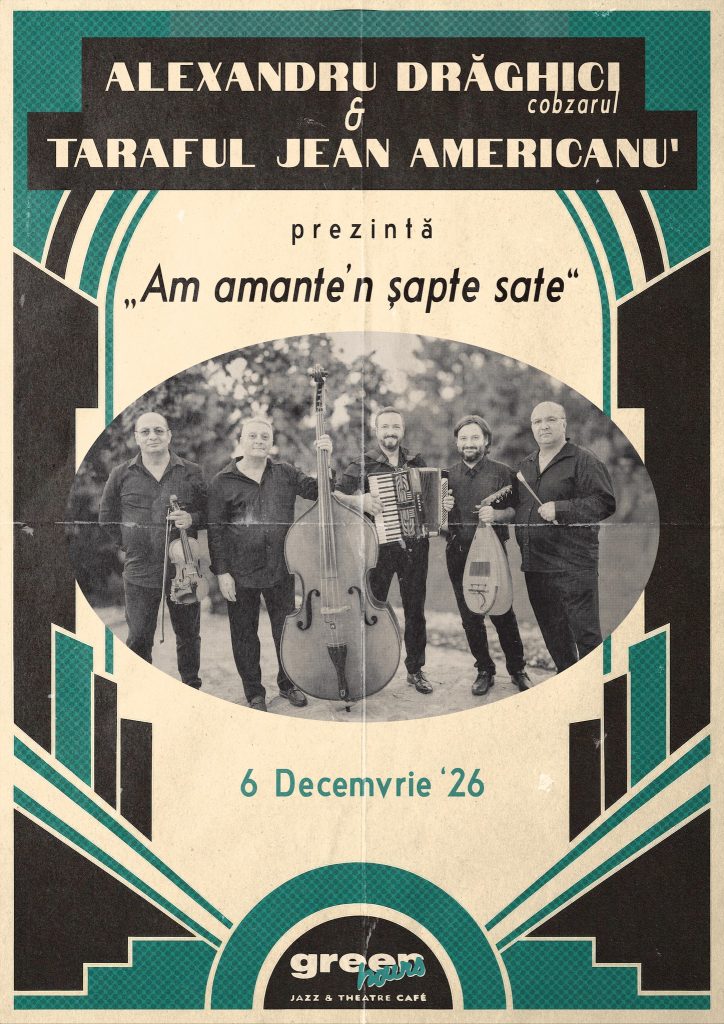 ALEXANDRU DRĂGHICI
cobzarul
&
TARAFUL JEAN AMERICANU'
prezintă
„Am amante'n șapte sate“
6 Decemvrie '26
green
hours
JAZZ & THEATRE CAFÉ